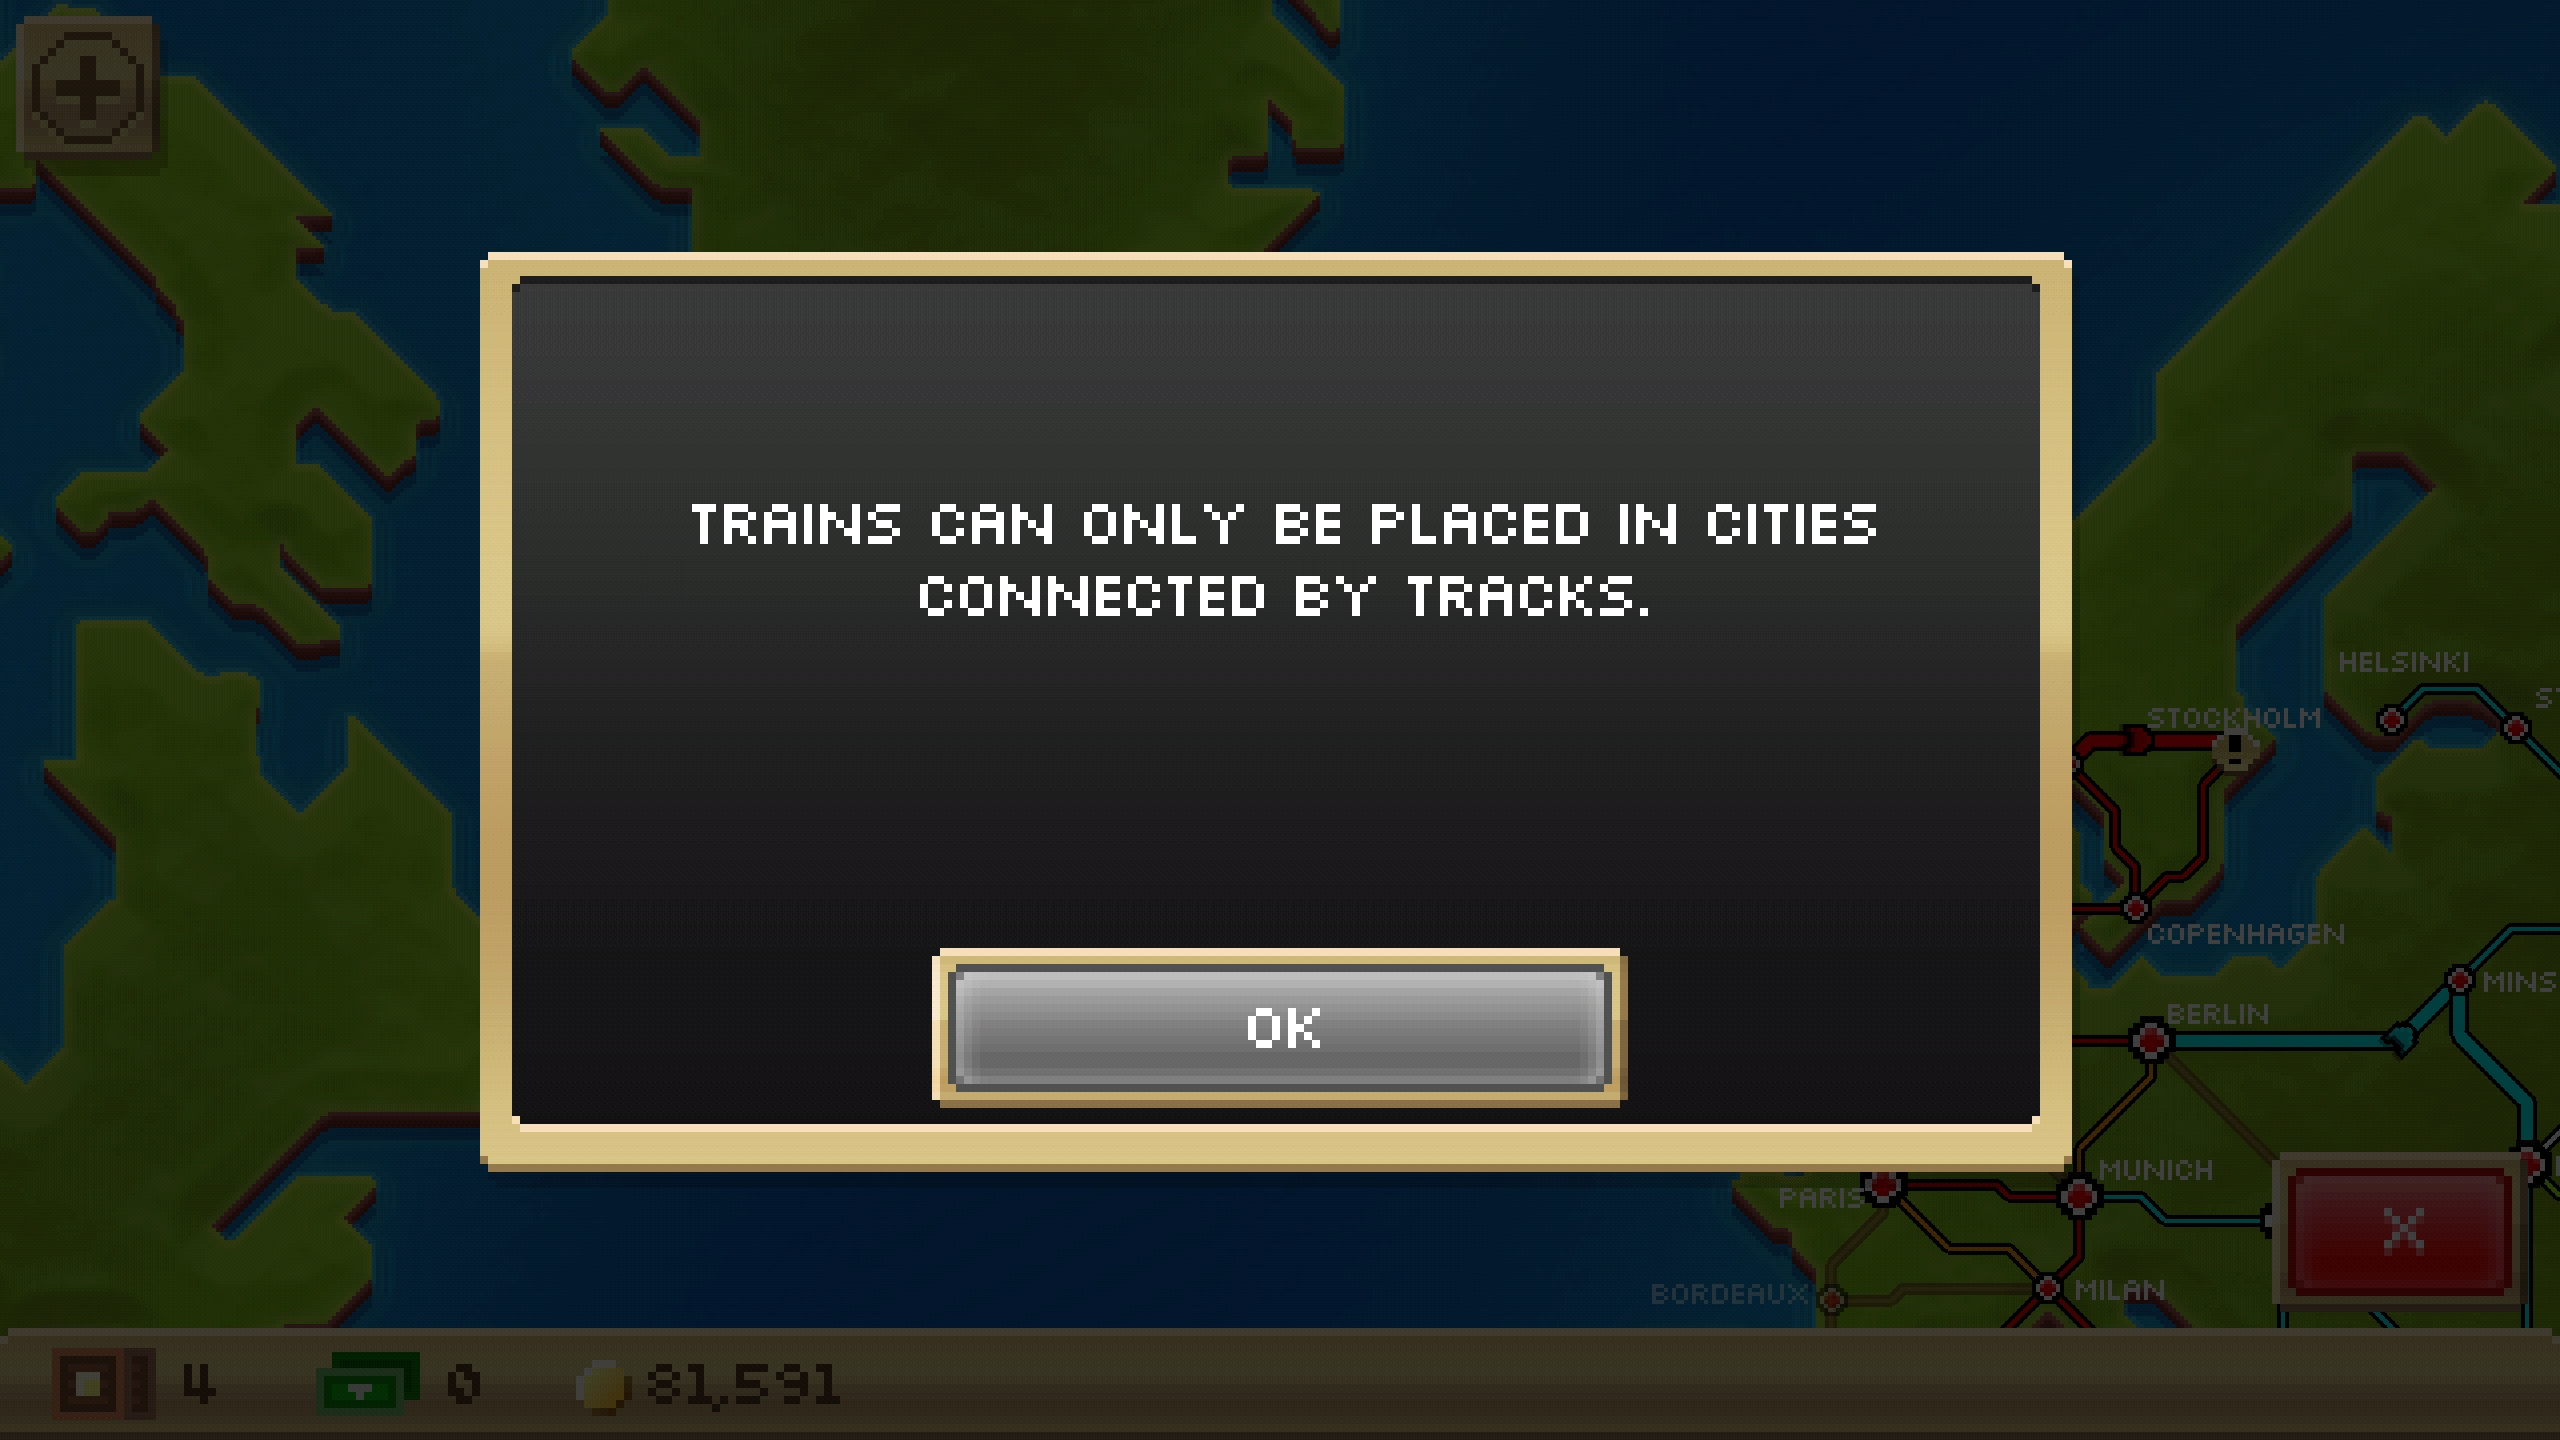 TRAINS CAN ONLY BE PLACED IN CITIES
CONNECTED BY TRACKS.
OK
HELSINKI
STOCKHOLM
COPENHAGEN
BERLIN
MUNICH
PARIS
MILAN
BORDEAUX
X
4
0
81,591